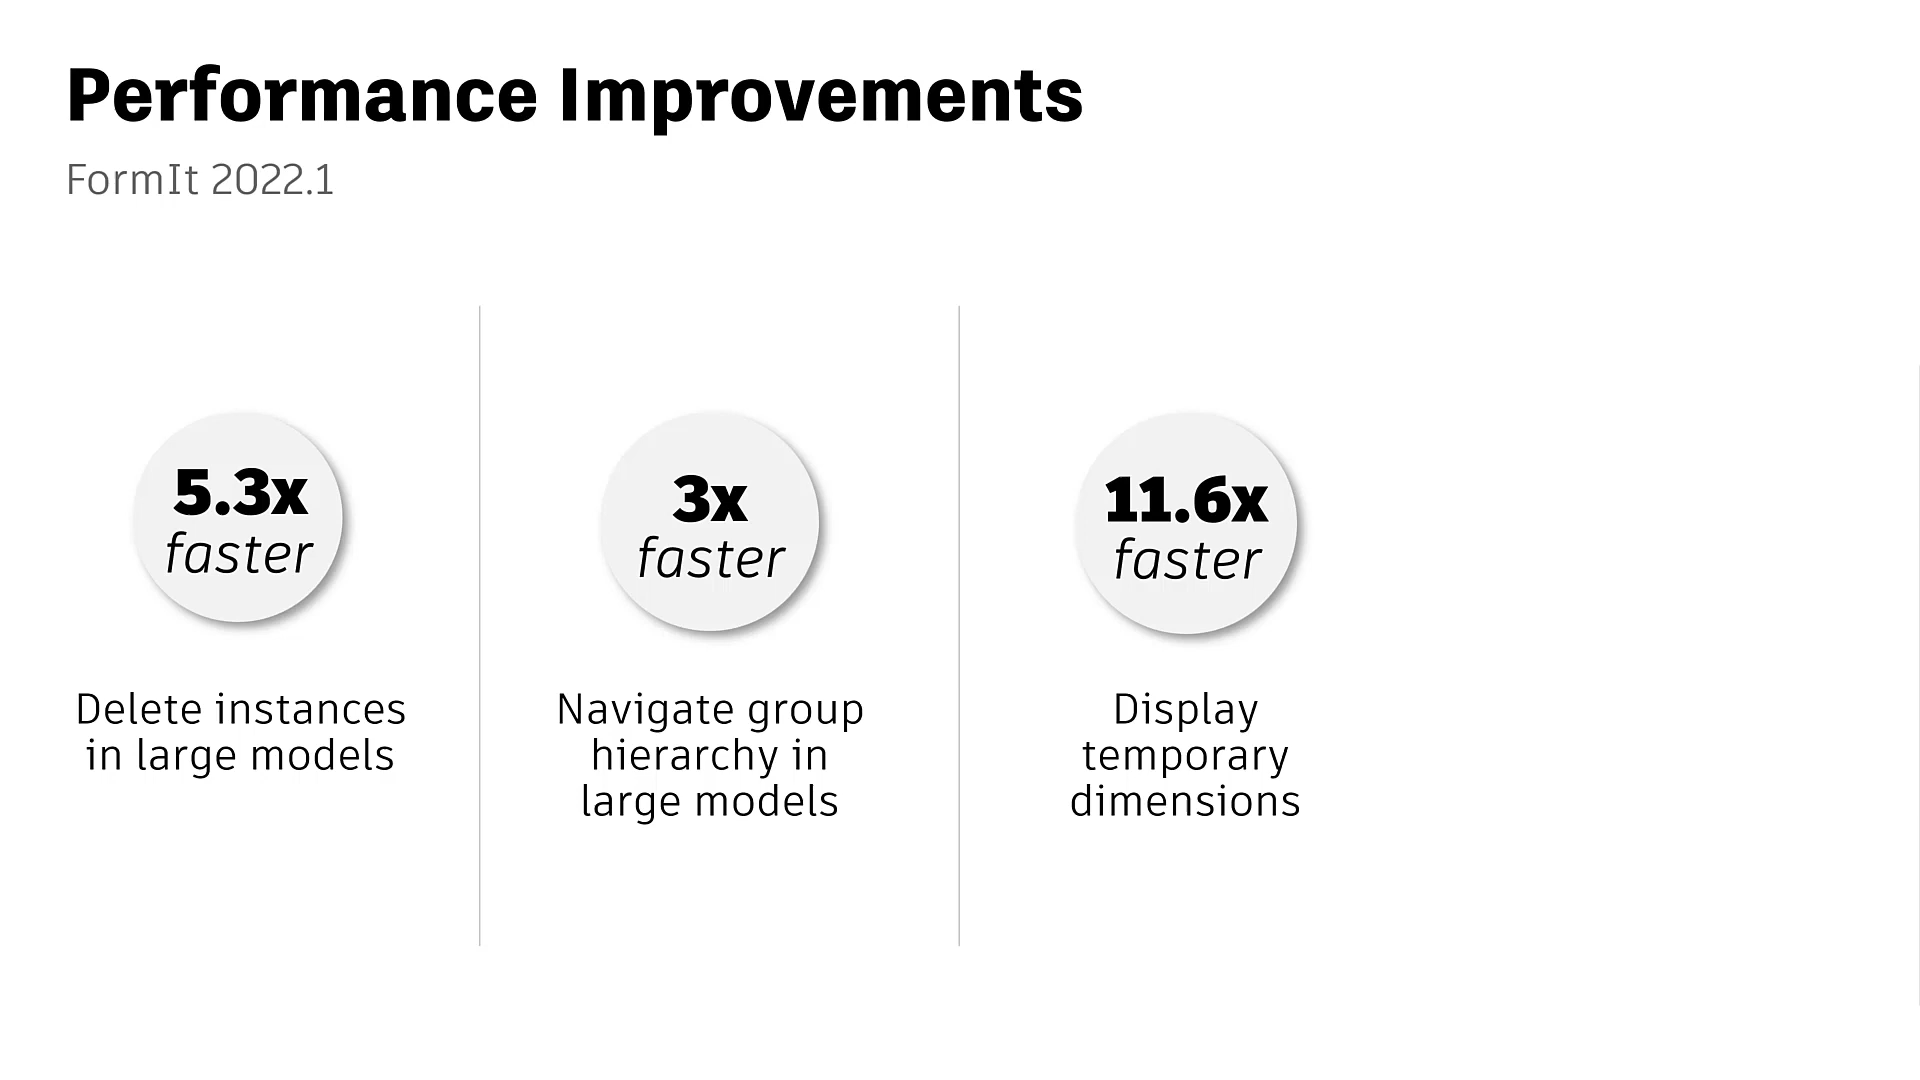 Performance Improvements
FormIt 2022.1
5.3x
faster
Delete instances
in large models
3x
faster
Navigate group
hierarchy in
large models
11.6x
faster
Display
temporary
dimensions